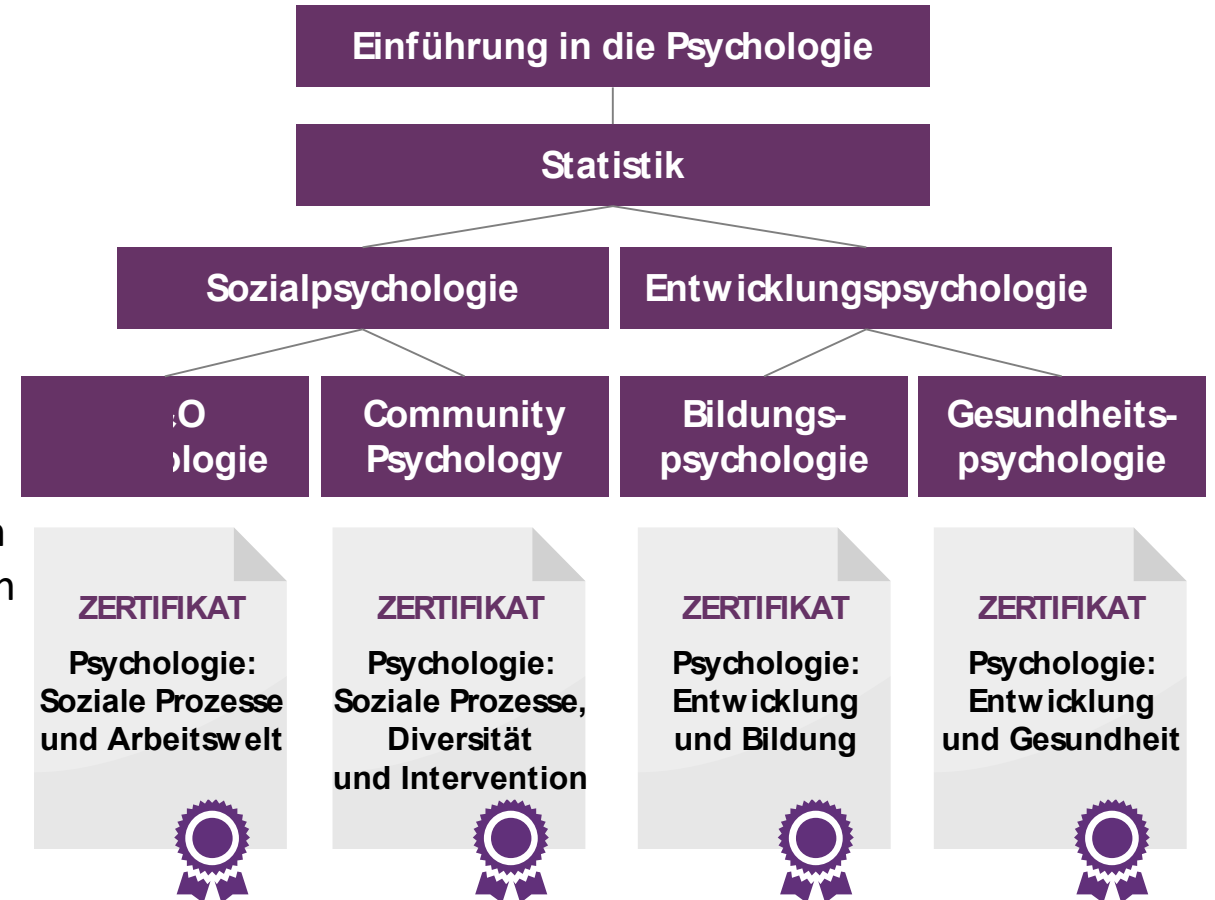 Einführung in die Psychologie
Statistik
Sozialpsychologie
Entwicklungspsychologie
O
ologie
Community
Psychology
Bildungs-
psychologie
Gesundheits-
psychologie
ZERTIFIKAT
Psychologie:
Soziale Prozesse
und Arbeitswelt
ZERTIFIKAT
Psychologie:
Soziale Prozesse,
Diversität
und Intervention
ZERTIFIKAT
Psychologie:
Entwicklung
und Bildung
ZERTIFIKAT
Psychologie:
Entwicklung
und Gesundheit